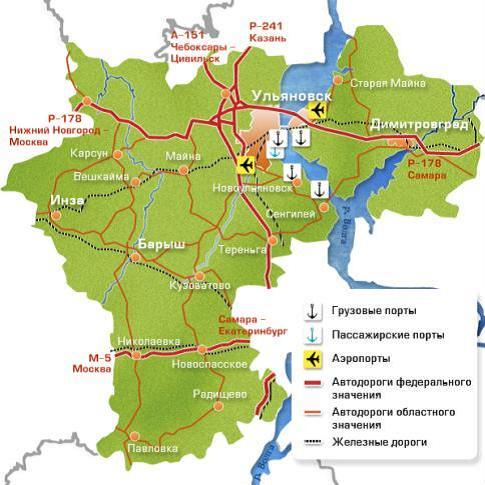 Р-241
Казань
А-151
Чебоксары –
Цивильск
Ульяновск
Старая Майна
Р-178
Нижний Новгород –
Москва
Димитровград
Р-178
Самара
Карсун
Майна
Вешкайма
Новоульяновск
Инза
Сенгилей
р. Волга
Барыш
Тереньга
Кузоватово
Самара –
Екатеринбург
Николаевка
М-5
Москва
Новоспасское
Радищево
Павловка
р. Волга
Грузовые порты
Пассажирские порты
Аэропорты
Автодороги федерального
значения
Автодороги областного
значения
Железные дороги